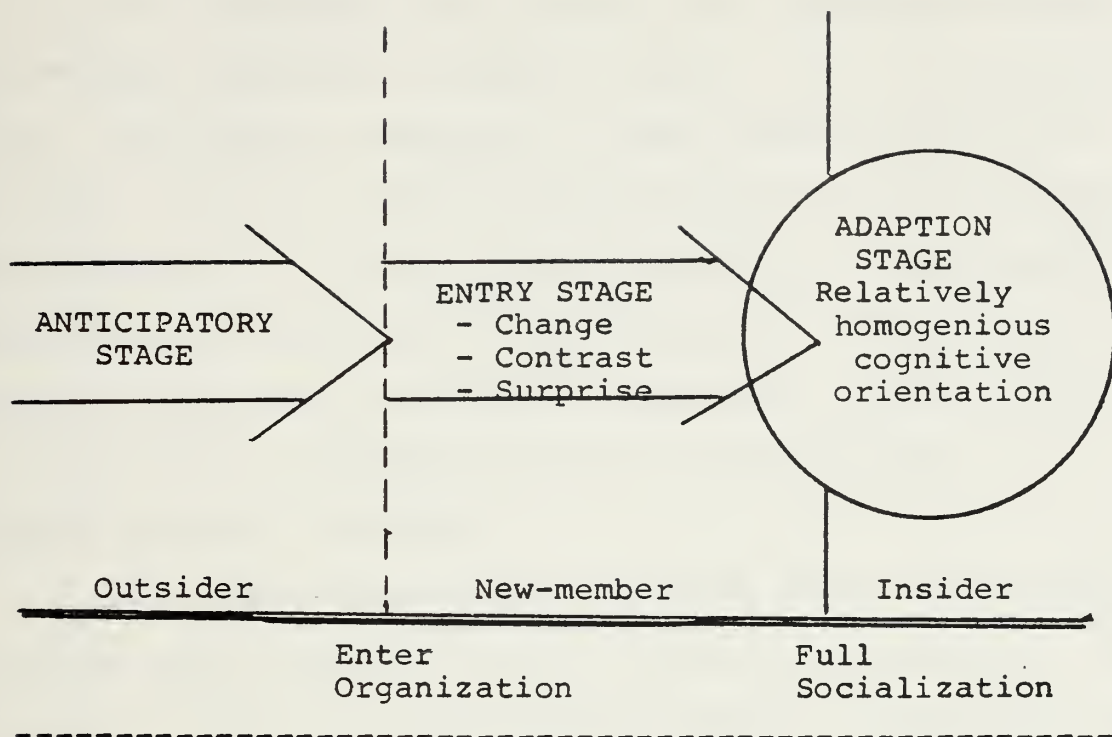 ANTICIPATORY
STAGE
ENTRY STAGE
- Change
- Contrast
- Surprise
ADAPTION
STAGE
Relatively
homogenious
cognitive
orientation
Outsider
New-member
Insider
Enter
Organization
Full
Socialization